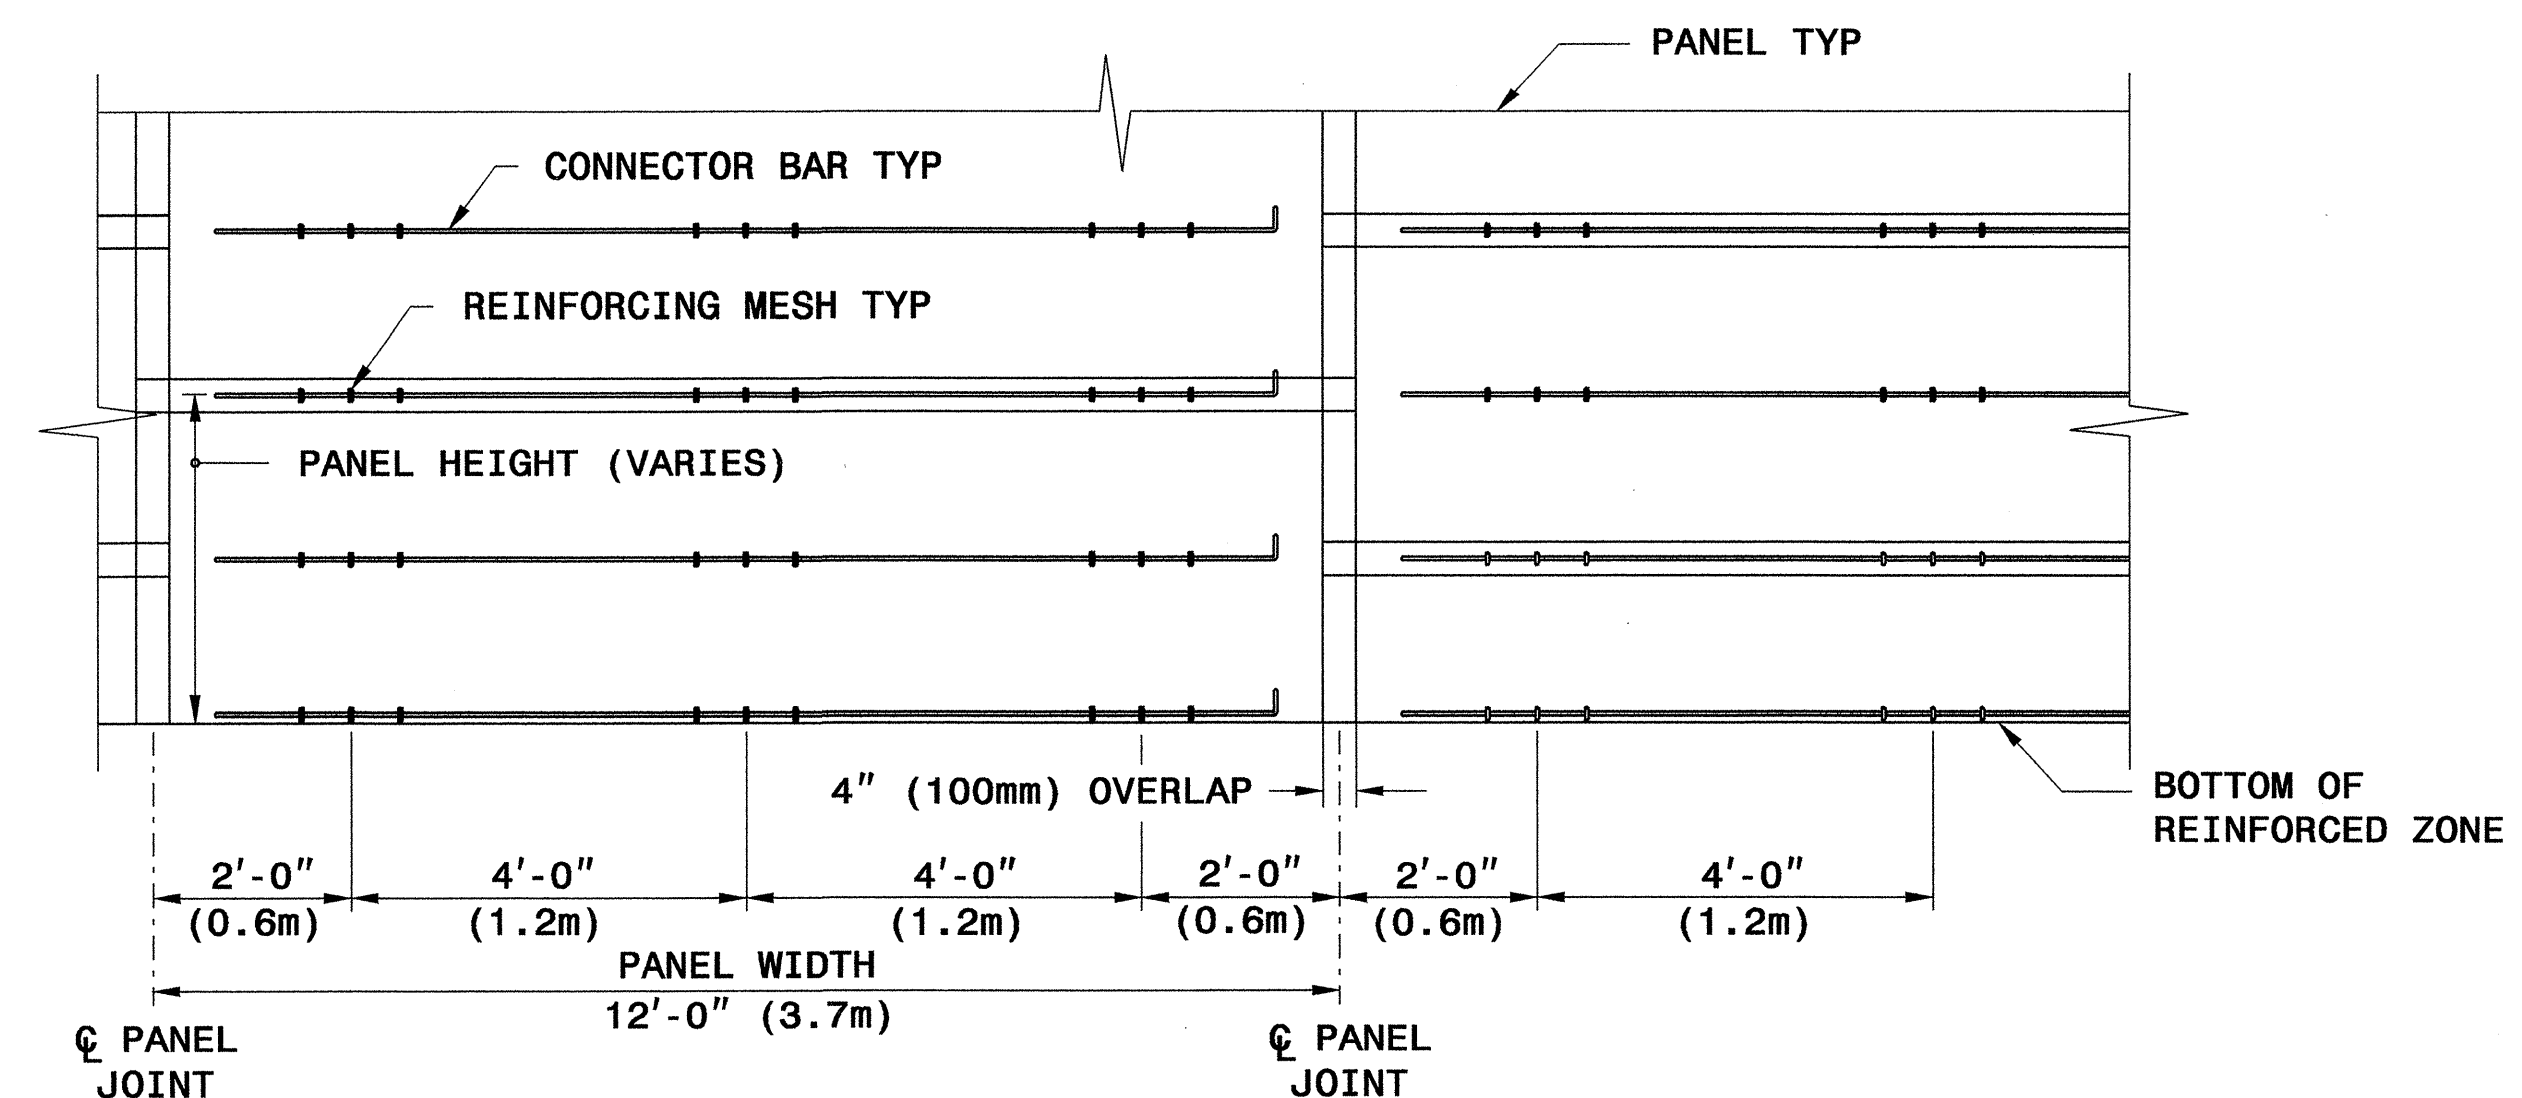 PANEL TYP
CONNECTOR BAR TYP
REINFORCING MESH TYP
PANEL HEIGHT (VARIES)
4" (100mm) OVERLAP
BOTTOM OF
REINFORCED ZONE
2'-0" 4'-0" 4'-0" 2'-0" 2'-0" 4'-0"
(0.6m) (1.2m) (1.2m) (0.6m) (0.6m) (1.2m)
PANEL WIDTH
12'-0" (3.7m)
℄ PANEL
JOINT
℄ PANEL
JOINT